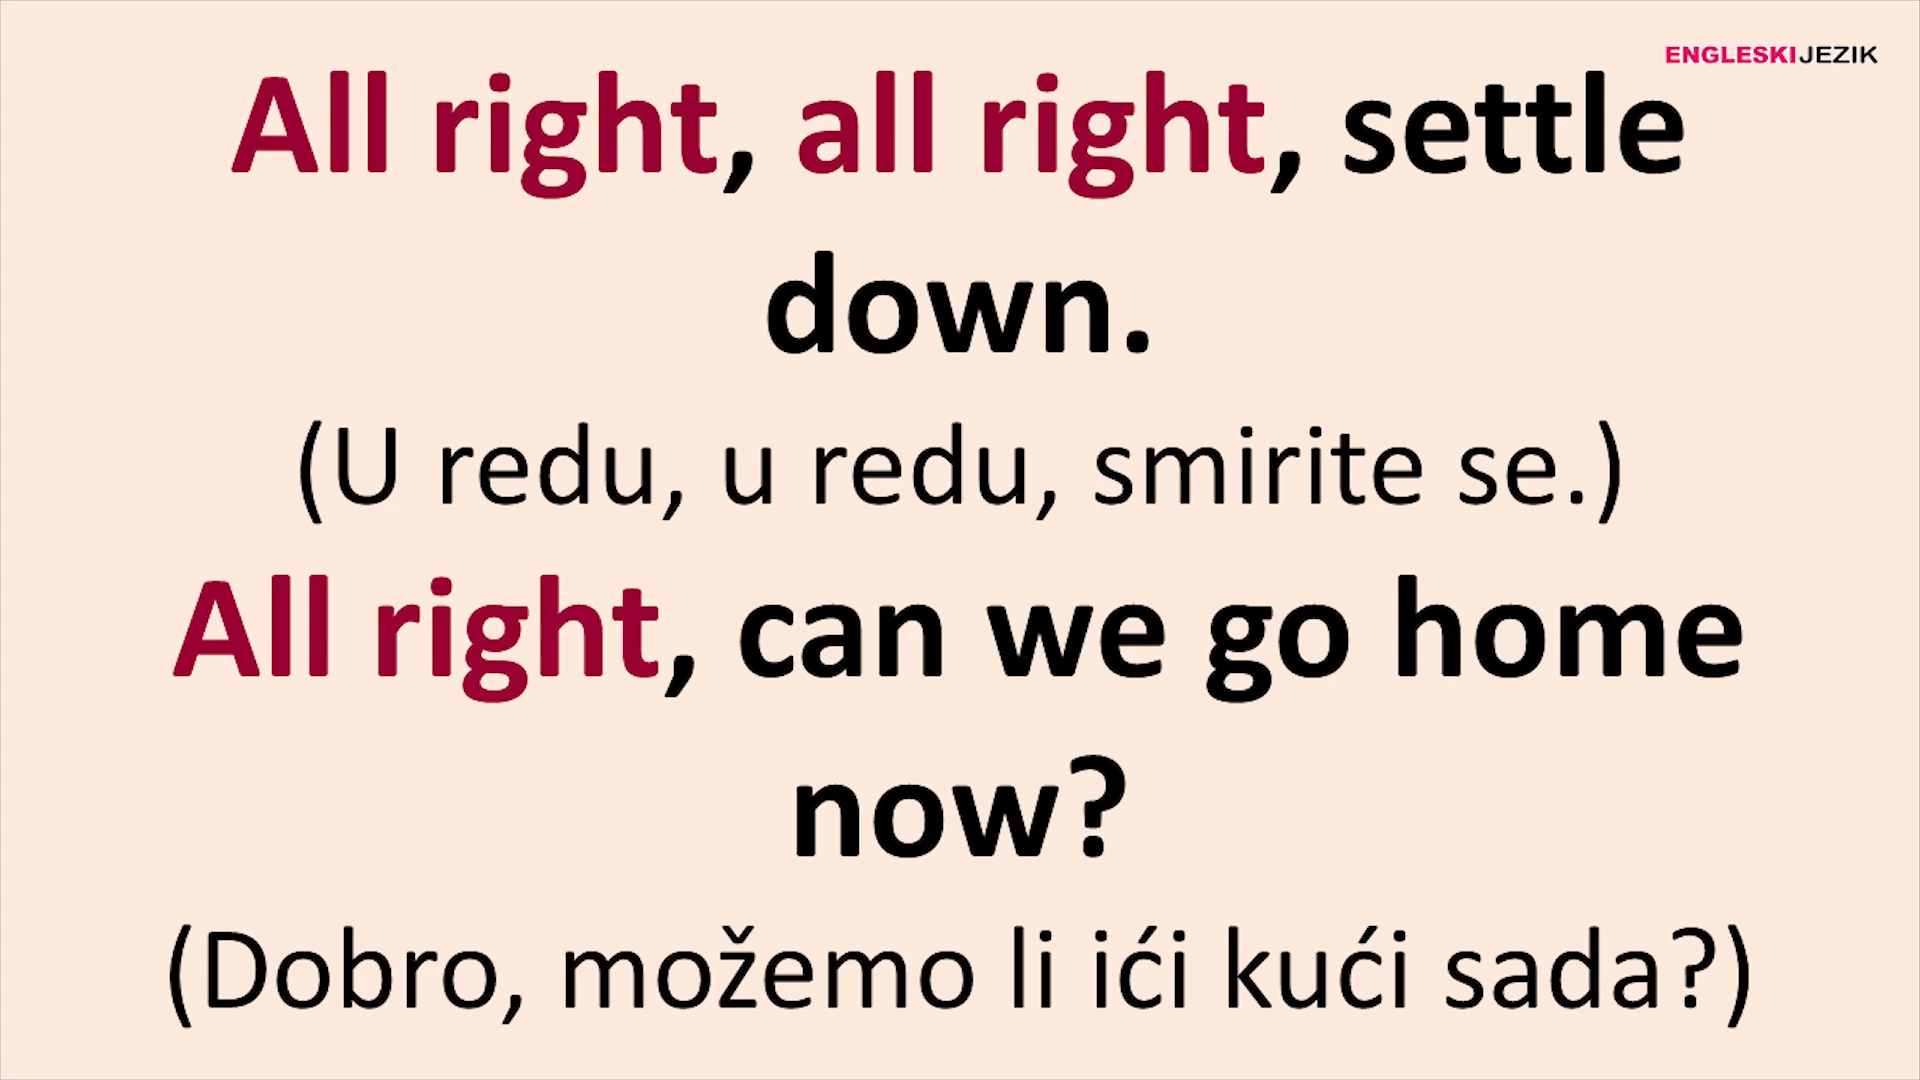 ENGLESKIJEZIK
All right, all right, settle
down.
(U redu, u redu, smirite se.)
All right, can we go home
now?
(Dobro, možemo li ići kući sada?)